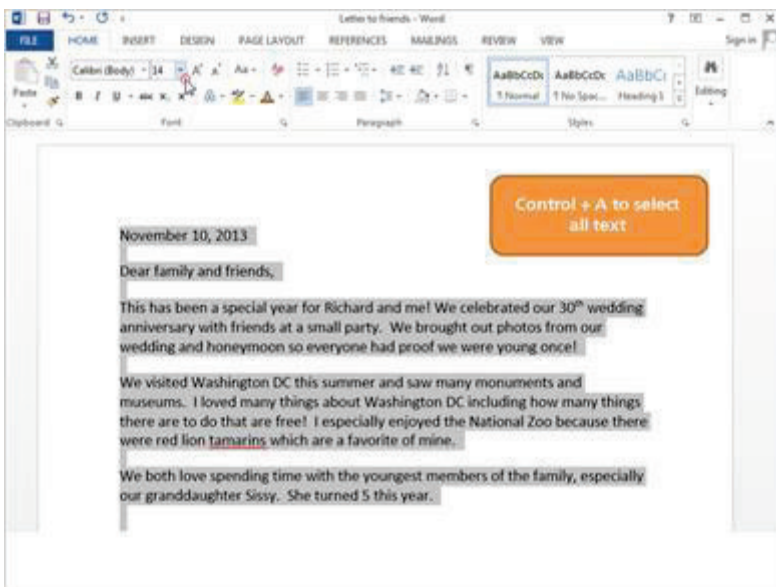 Letter to friends - Word
FILE HOME INSERT DESIGN PAGE LAYOUT REFERENCES MAILINGS REVIEW VIEW Sign in
Calibri (Body) 14 Aa
Paste
B I U abc x, x A
AaBbCcDc AaBbCcDc AaBbCc
¶ Normal ¶ No Spac... Heading 1
Editing
Clipboard Font Paragraph Styles
Control + A to select
all text
November 10, 2013
Dear family and friends,
This has been a special year for Richard and me! We celebrated our 30th wedding
anniversary with friends at a small party.  We brought out photos from our
wedding and honeymoon so everyone had proof we were young once!
We visited Washington DC this summer and saw many monuments and
museums.  I loved many things about Washington DC including how many things
there are to do that are free!  I especially enjoyed the National Zoo because there
were red lion tamarins which are a favorite of mine.
We both love spending time with the youngest members of the family, especially
our granddaughter Sissy.  She turned 5 this year.